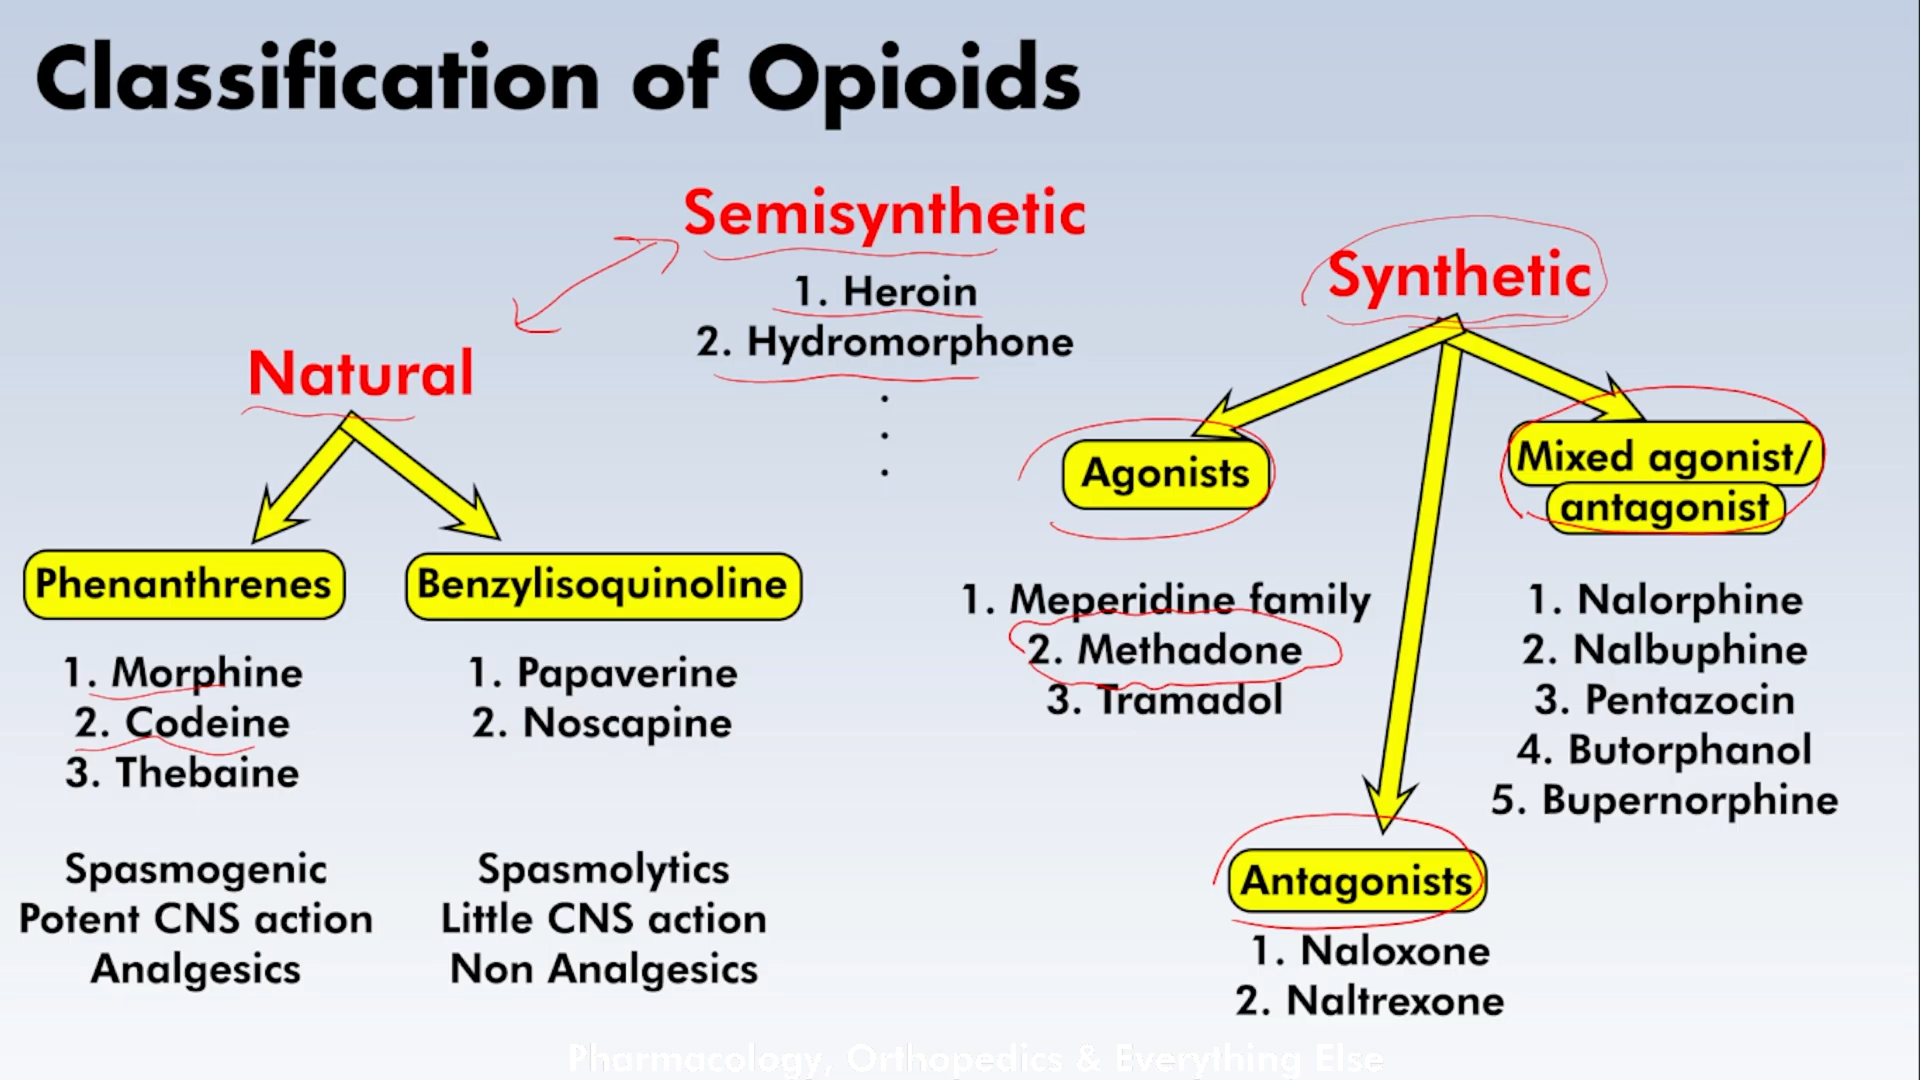 Classification of Opioids
Semisynthetic
1. Heroin
2. Hydromorphone
.
.
.
Natural
Phenanthrenes
1. Morphine
2. Codeine
3. Thebaine
Spasmogenic
Potent CNS action
Analgesics
Benzylisoquinoline
1. Papaverine
2. Noscapine
Spasmolytics
Little CNS action
Non Analgesics
Synthetic
Agonists
1. Meperidine family
2. Methadone
3. Tramadol
Mixed agonist/
antagonist
1. Nalorphine
2. Nalbuphine
3. Pentazocin
4. Butorphanol
5. Bupernorphine
Antagonists
1. Naloxone
2. Naltrexone
Pharmacology, Orthopedics & Everything Else